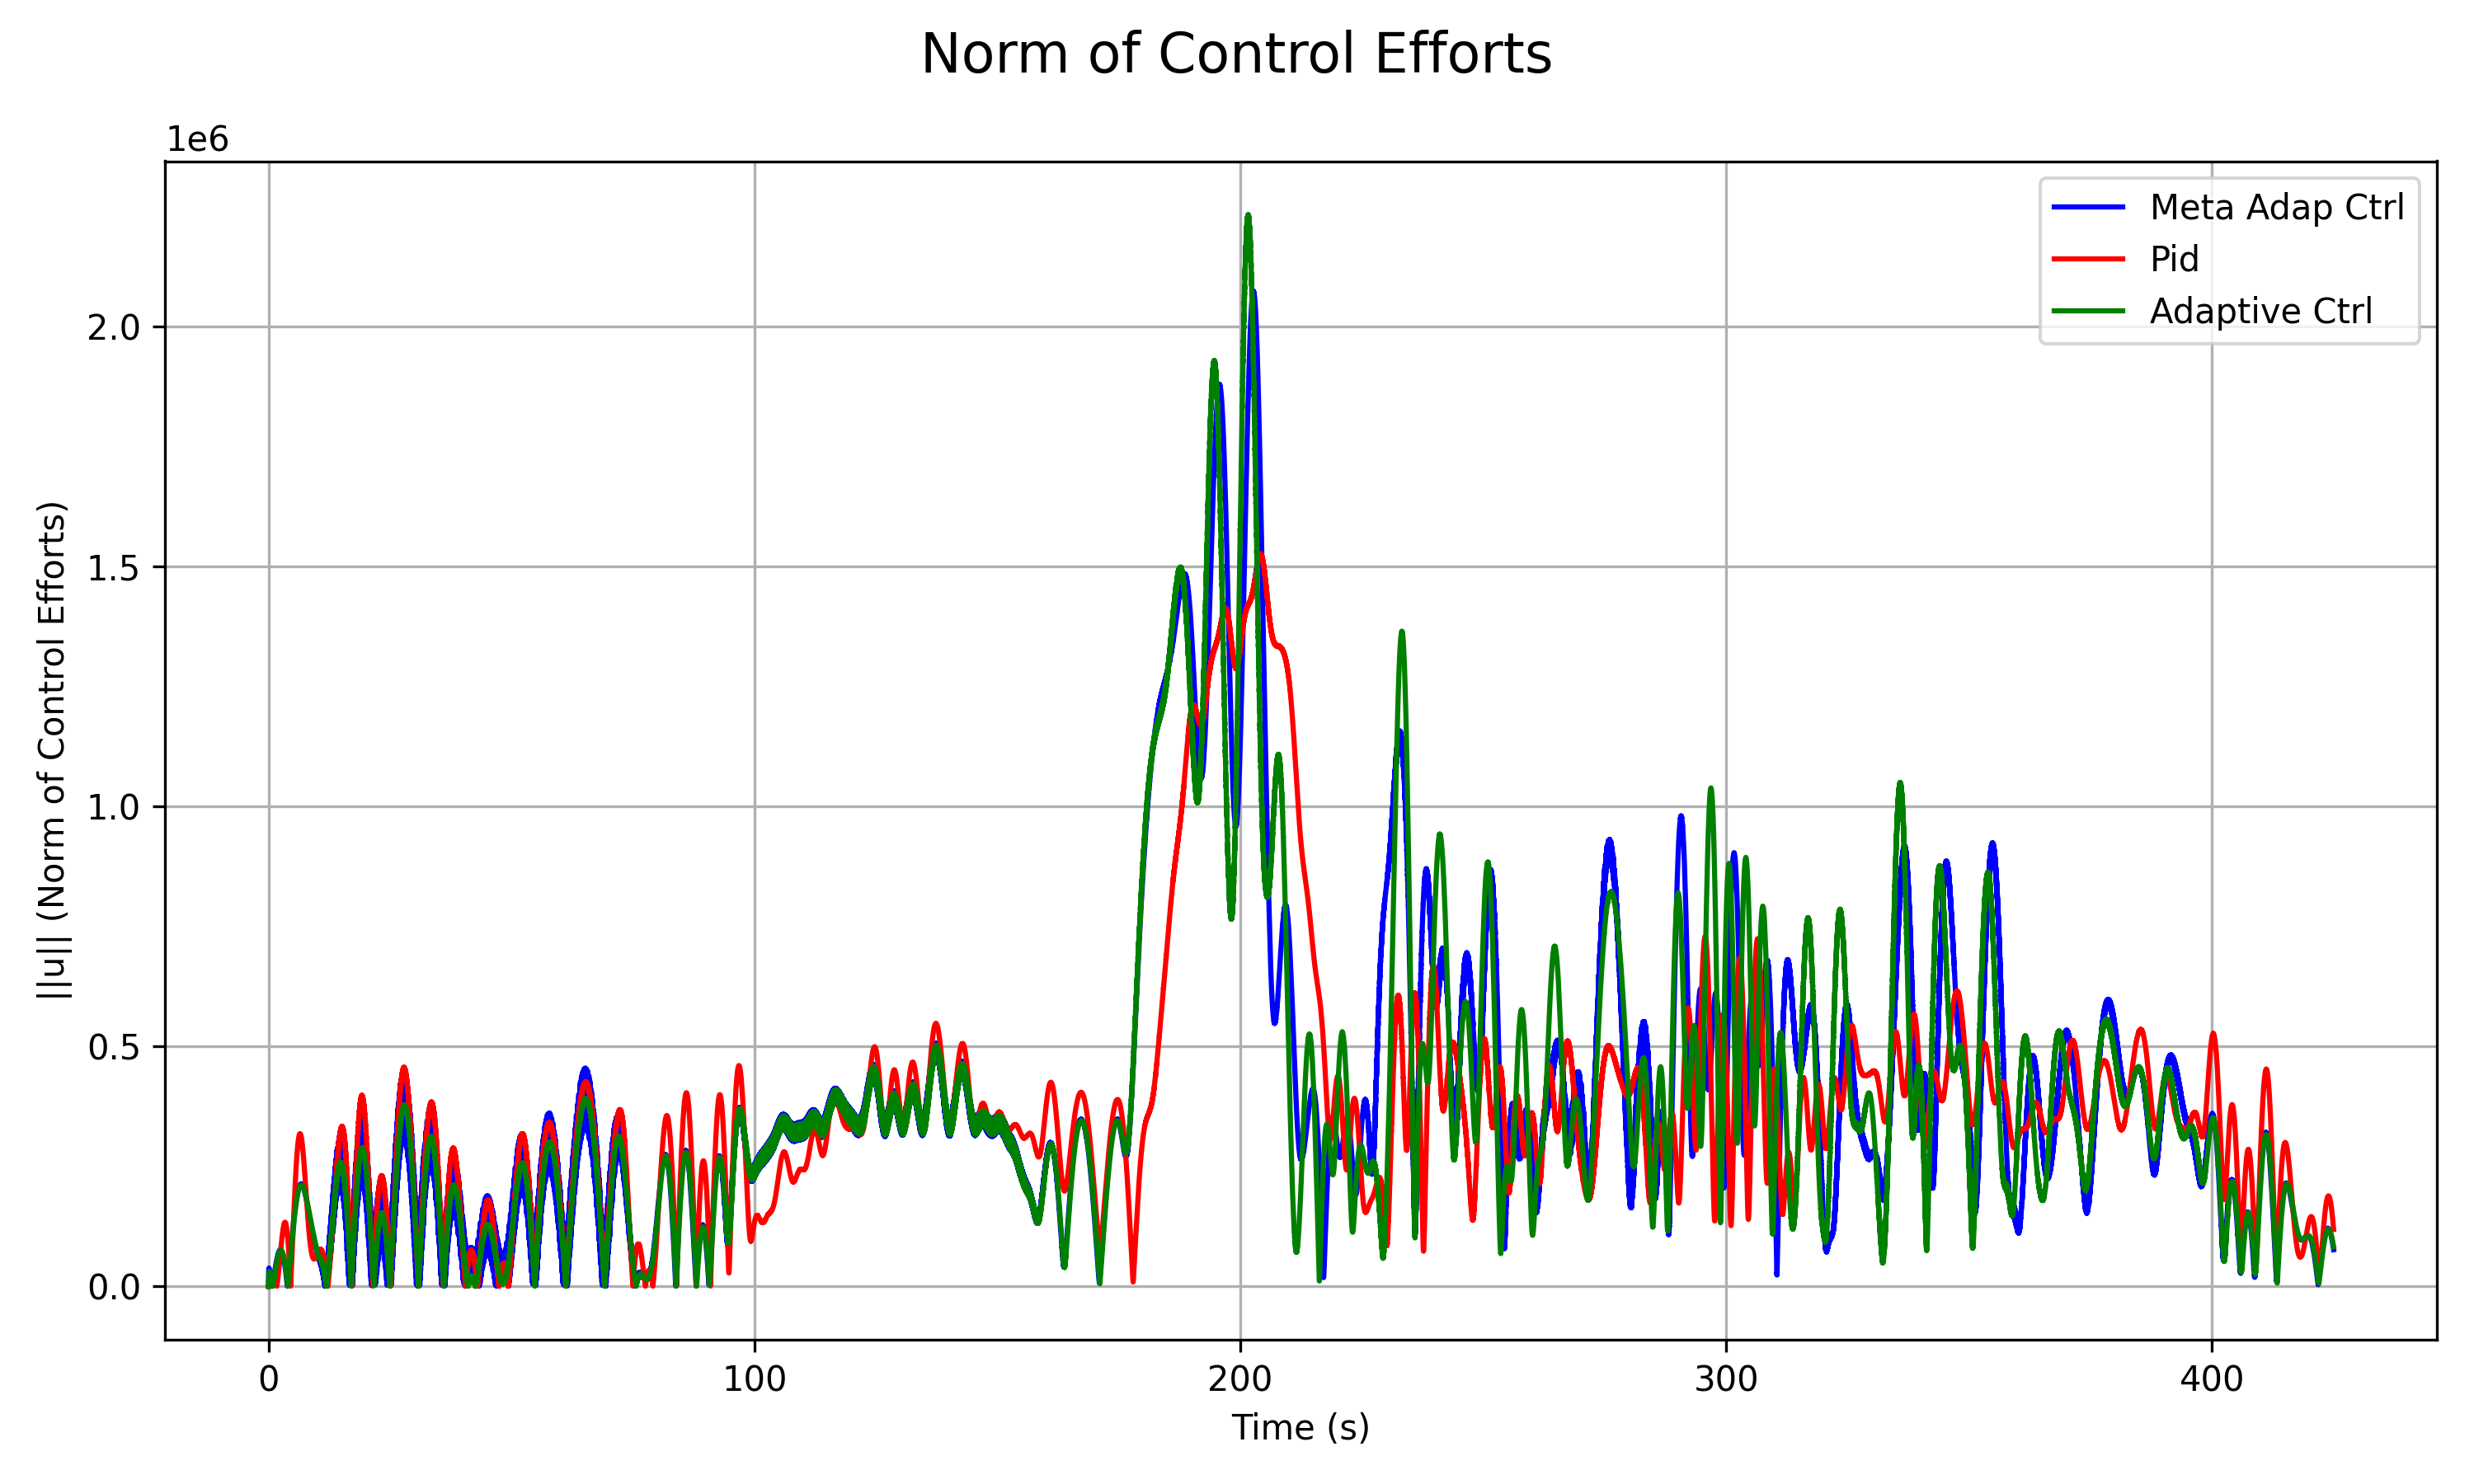 Norm of Control Efforts
1e6
Meta Adap Ctrl
Pid
Adaptive Ctrl
2.0
1.5
1.0
0.5
0.0
||u|| (Norm of Control Efforts)
0 100 200 300 400
Time (s)